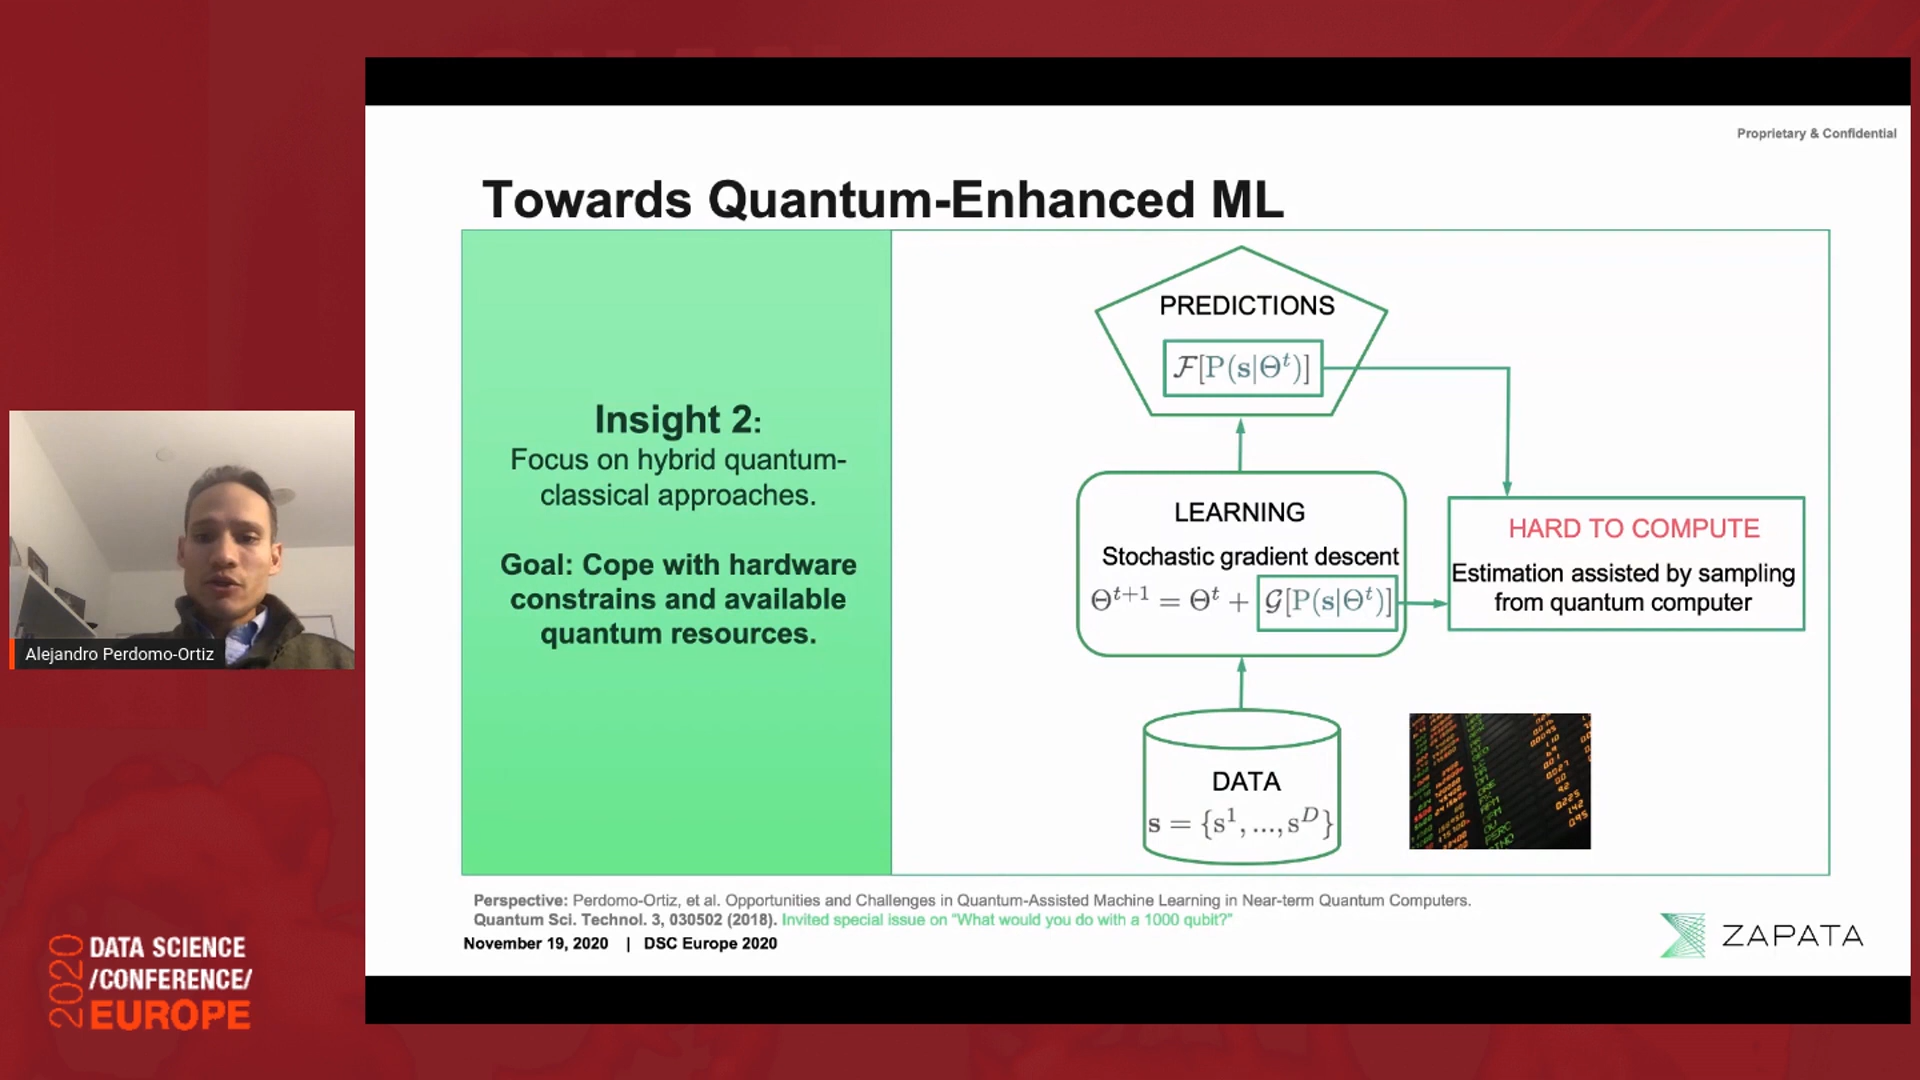 Proprietary & Confidential
Towards Quantum-Enhanced ML
Insight 2:
Focus on hybrid quantum-
classical approaches.
Goal: Cope with hardware
constrains and available
quantum resources.
PREDICTIONS
ℱ[P(s|Θ^t)]
LEARNING
Stochastic gradient descent
Θ^{t+1} = Θ^t + 𝒢[P(s|Θ^t)]
HARD TO COMPUTE
Estimation assisted by sampling
from quantum computer
DATA
s = {s^1, ..., s^D}
Perspective: Perdomo-Ortiz, et al. Opportunities and Challenges in Quantum-Assisted Machine Learning in Near-term Quantum Computers.
Quantum Sci. Technol. 3, 030502 (2018). Invited special issue on “What would you do with a 1000 qubit?”
November 19, 2020 | DSC Europe 2020
ZAPATA
Alejandro Perdomo-Ortiz
2020
DATA SCIENCE
/CONFERENCE/
EUROPE